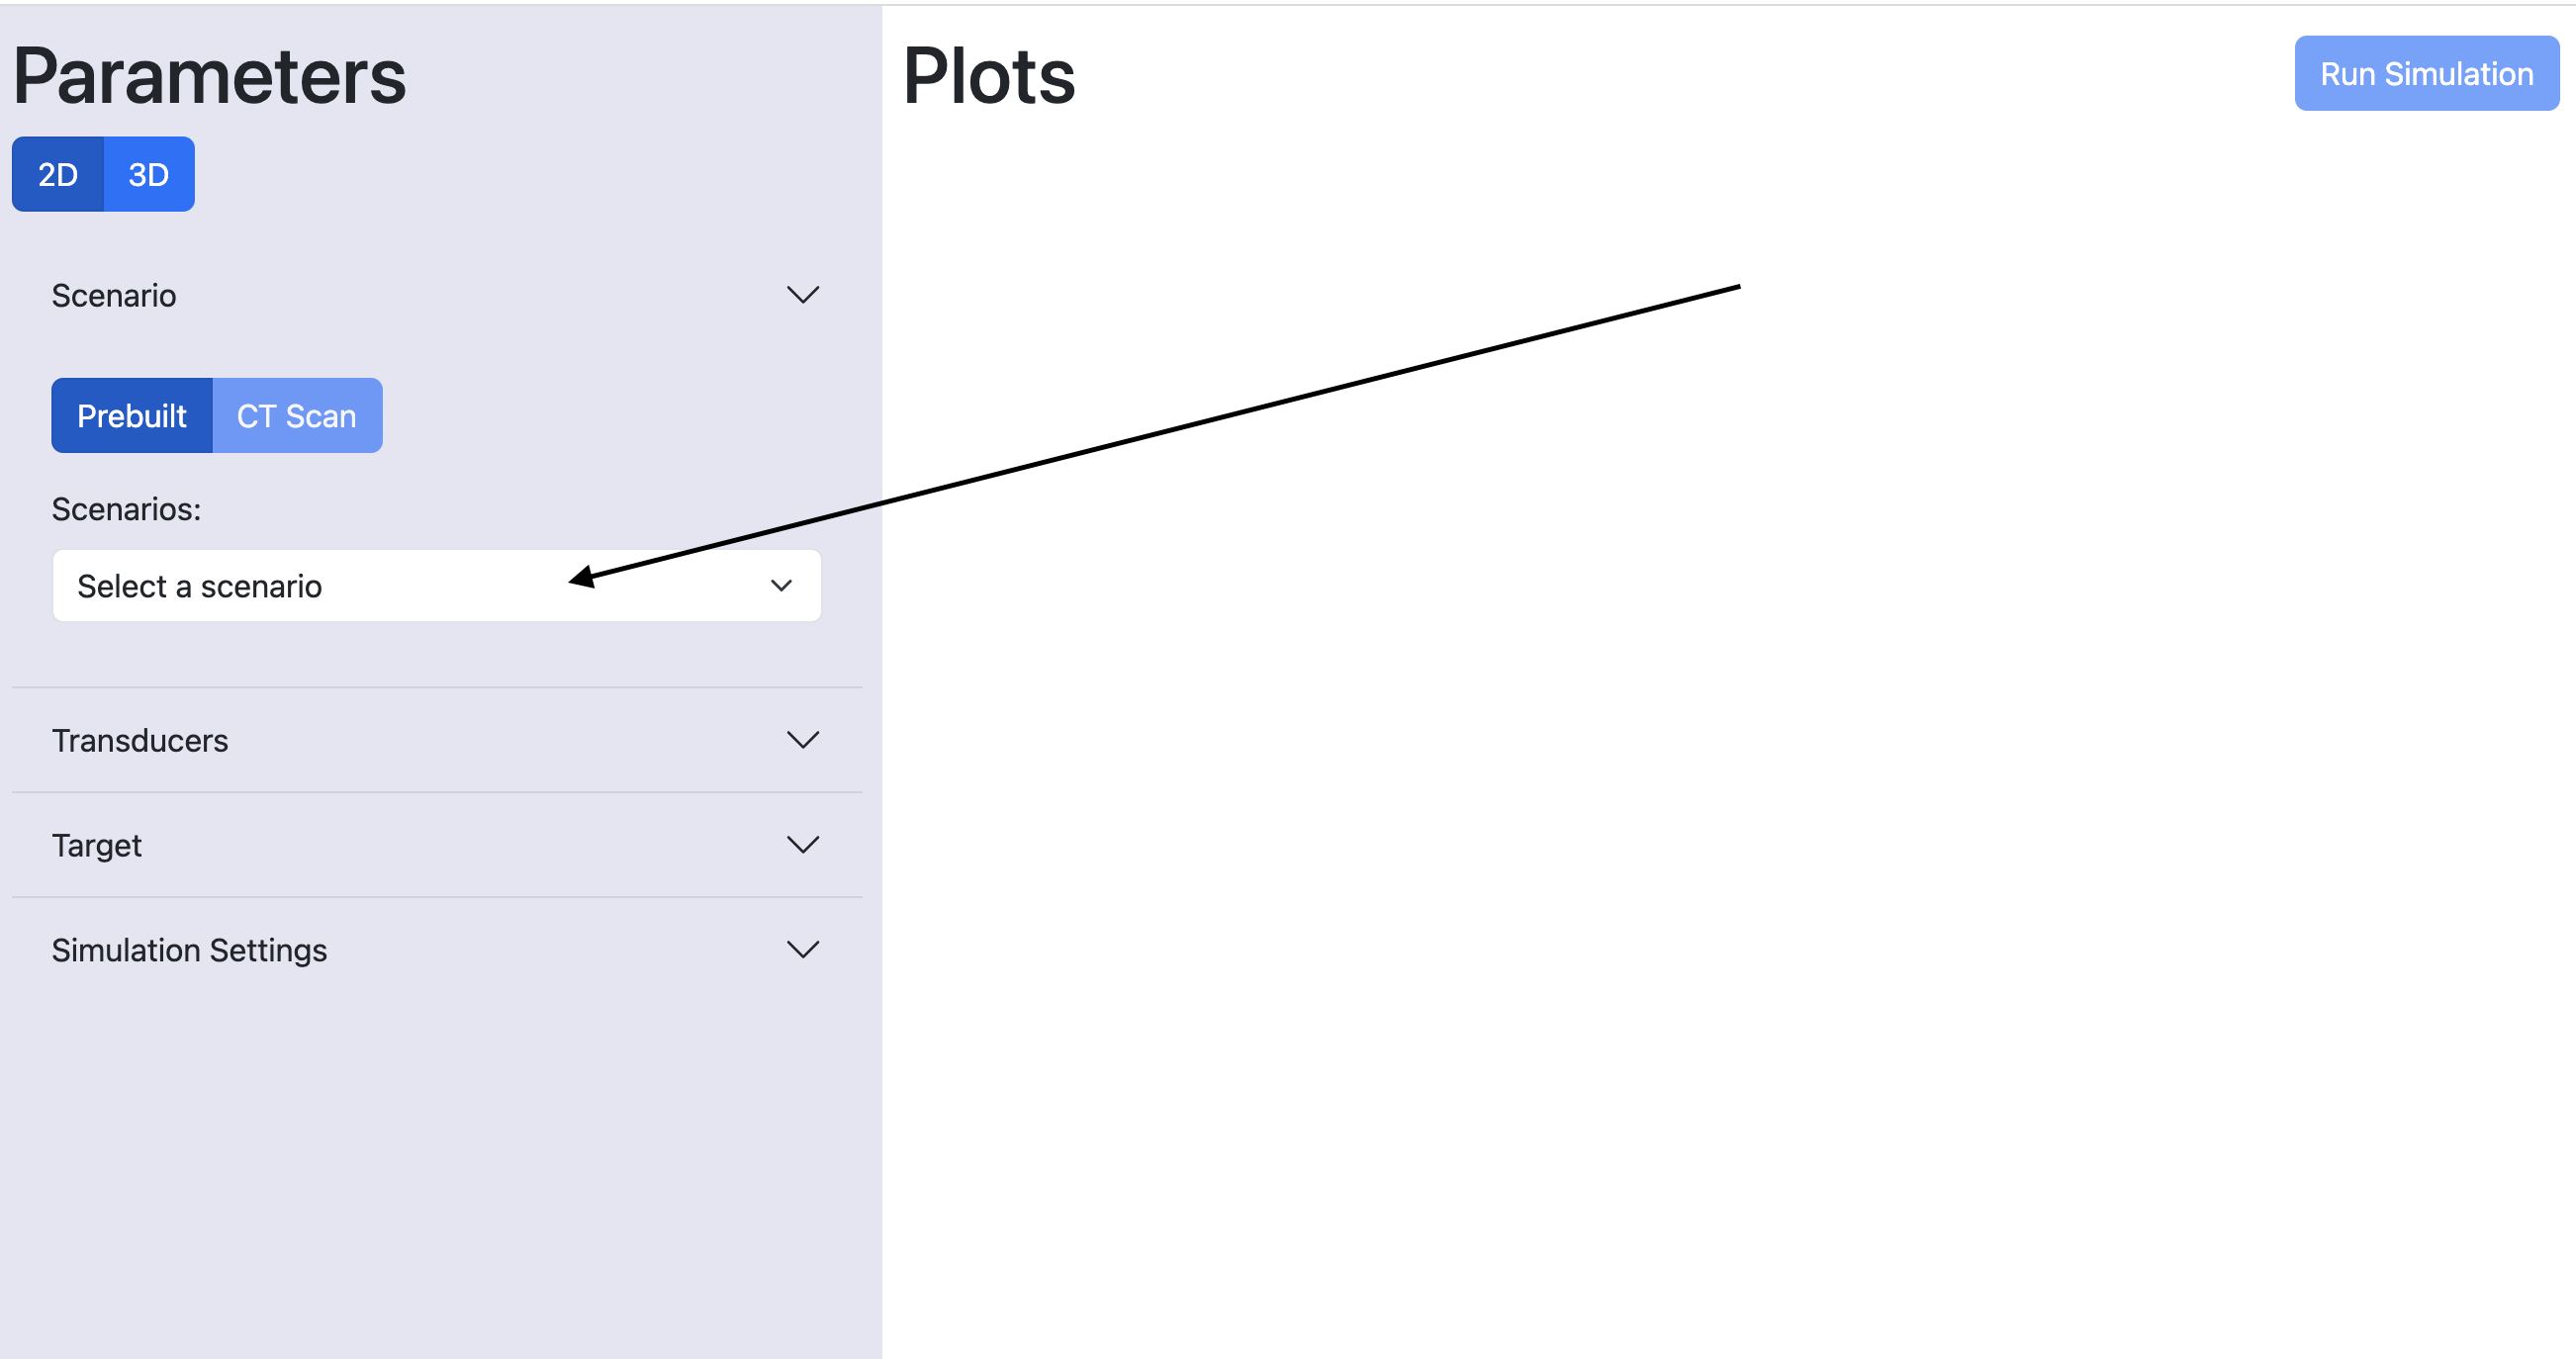 Parameters
2D 3D
Scenario
Prebuilt CT Scan
Scenarios:
Select a scenario
Transducers
Target
Simulation Settings
Plots
Run Simulation